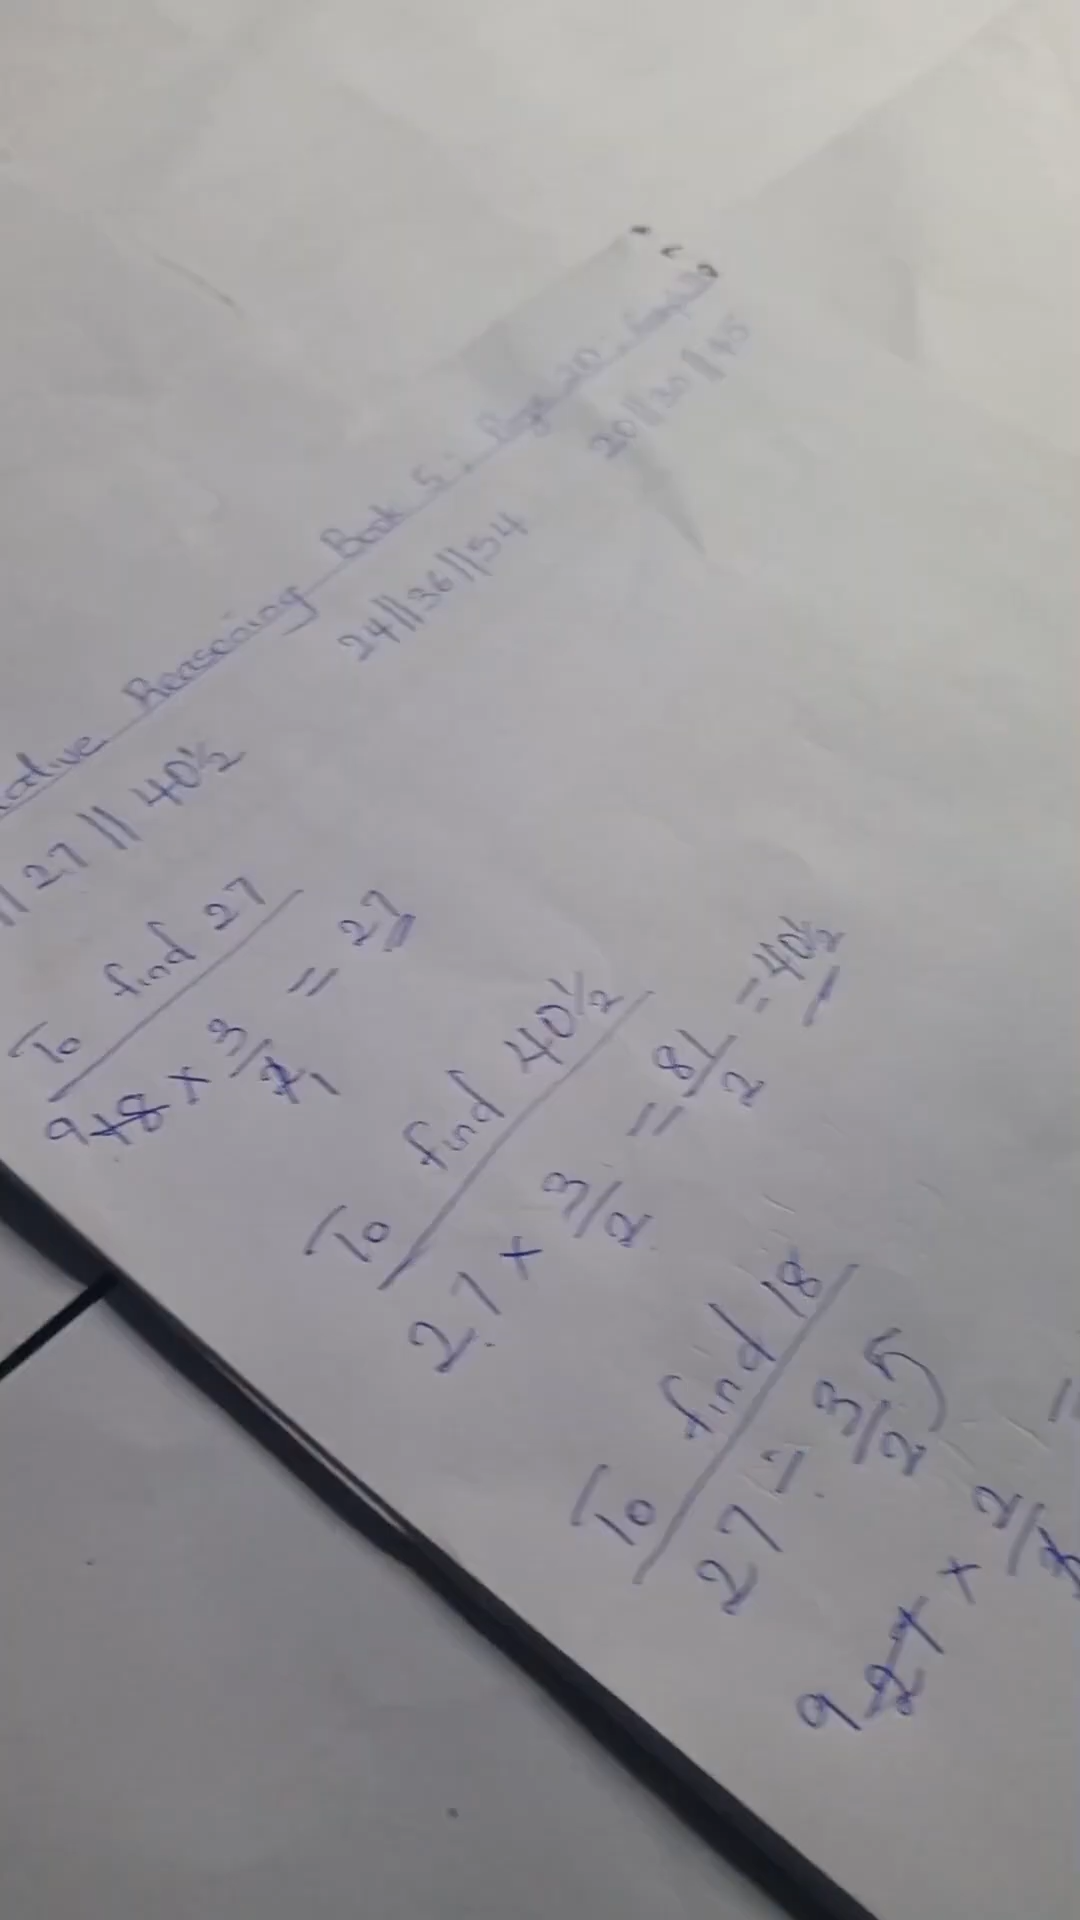 ative Reasoning Book 5: Page 20:
|| 27 || 40½
24||36||54
20||30||45
To find 27
9 18 × 3/2 1 = 27
To find 40½
27 × 3/2 = 81/2 = 40½
To find 18
27 ÷ 3/2
9 27 × 2/3 =